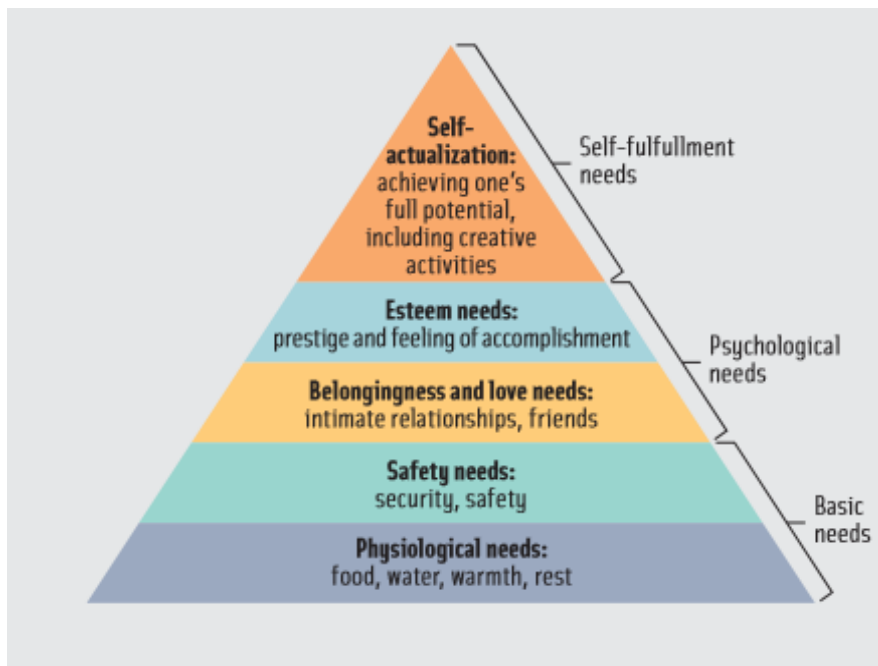 Self-
actualization:
achieving one's
full potential,
including creative
activities
Self-fulfullment
needs
Esteem needs:
prestige and feeling of accomplishment
Psychological
needs
Belongingness and love needs:
intimate relationships, friends
Safety needs:
security, safety
Basic
needs
Physiological needs:
food, water, warmth, rest